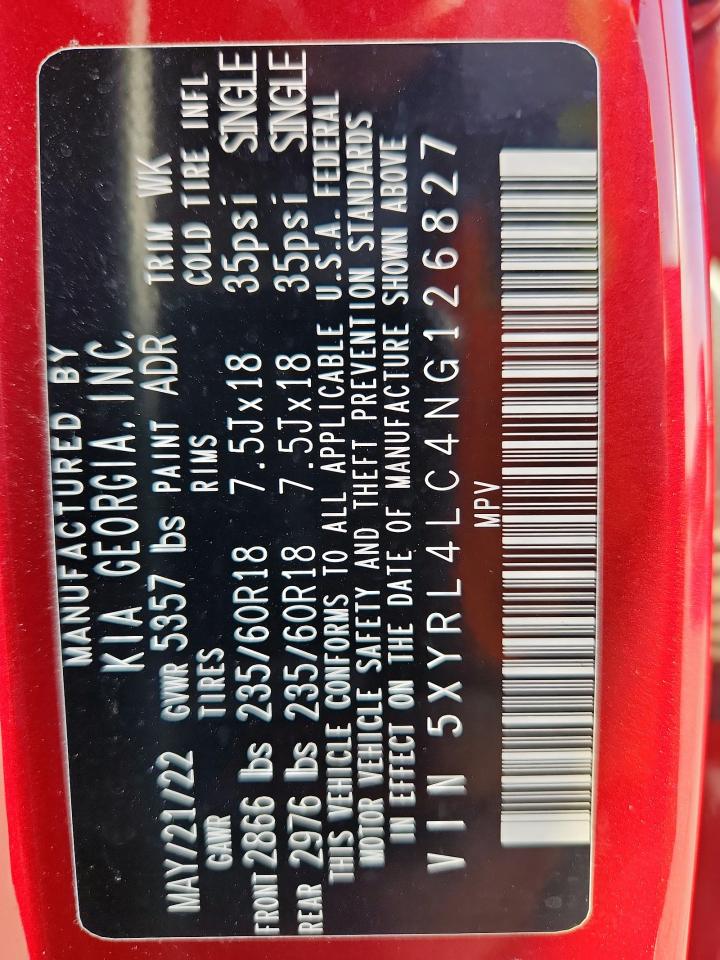 MANUFACTURED BY
KIA GEORGIA, INC.
MAY/21/22 GVWR 5357 lbs PAINT ADR TRIM WK
GAWR TIRES RIMS COLD TIRE INFL
FRONT 2866 lbs 235/60R18 7.5Jx18 35psi SINGLE
REAR 2976 lbs 235/60R18 7.5Jx18 35psi SINGLE
THIS VEHICLE CONFORMS TO ALL APPLICABLE U.S.A. FEDERAL
MOTOR VEHICLE SAFETY AND THEFT PREVENTION STANDARDS
IN EFFECT ON THE DATE OF MANUFACTURE SHOWN ABOVE
VIN 5XYRL4LC4NG126827
MPV